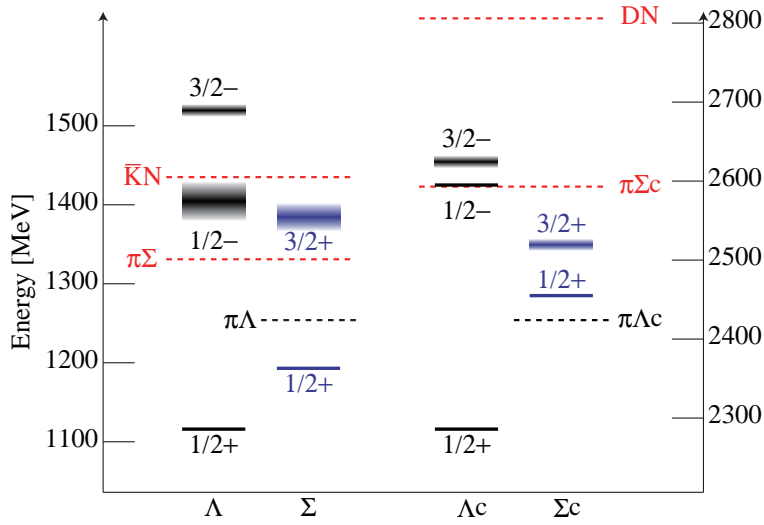 2800
DN
2700
3/2−
1500
3/2−
K̅N
2600
πΣc
1400
1/2−
1/2−
3/2+
3/2+
πΣ
2500
1300
1/2+
πΛ
πΛc
Energy [MeV]
2400
1200
1/2+
2300
1100
1/2+
1/2+
Λ
Σ
Λc
Σc